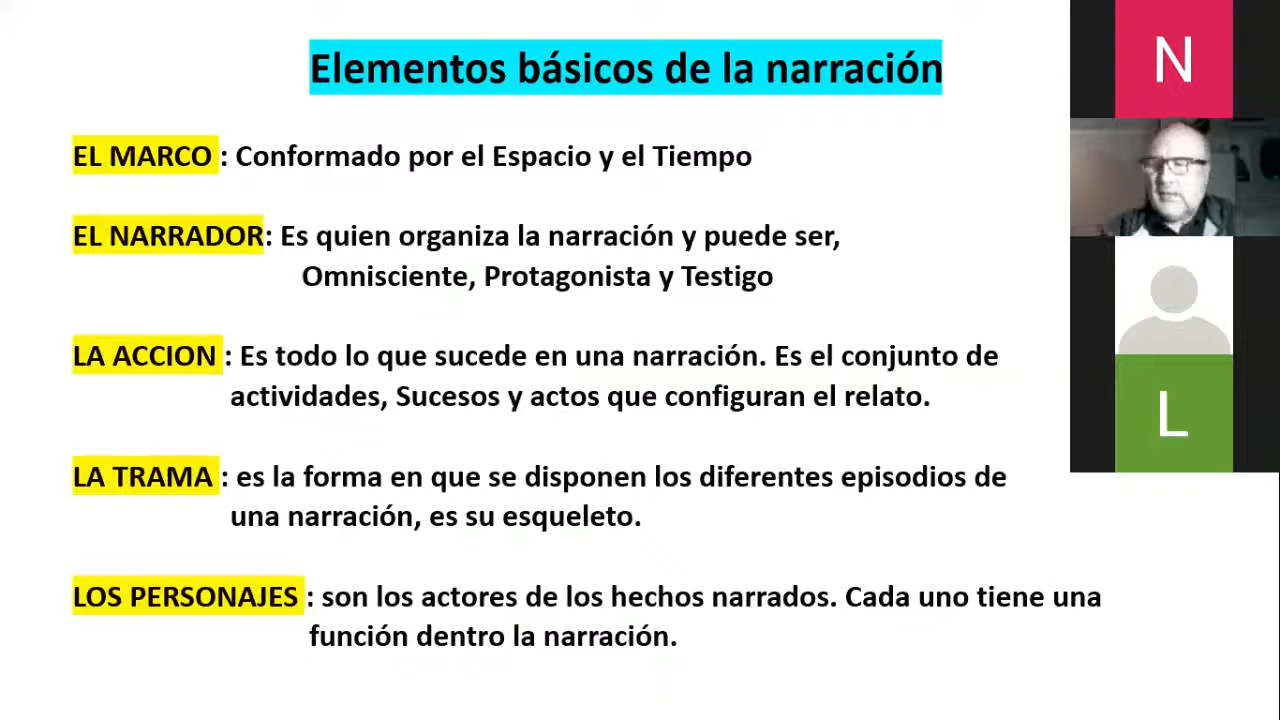 Elementos básicos de la narración
EL MARCO : Conformado por el Espacio y el Tiempo
EL NARRADOR: Es quien organiza la narración y puede ser,
Omnisciente, Protagonista y Testigo
LA ACCION : Es todo lo que sucede en una narración. Es el conjunto de
actividades, Sucesos y actos que configuran el relato.
LA TRAMA : es la forma en que se disponen los diferentes episodios de
una narración, es su esqueleto.
LOS PERSONAJES : son los actores de los hechos narrados. Cada uno tiene una
función dentro la narración.
N
L